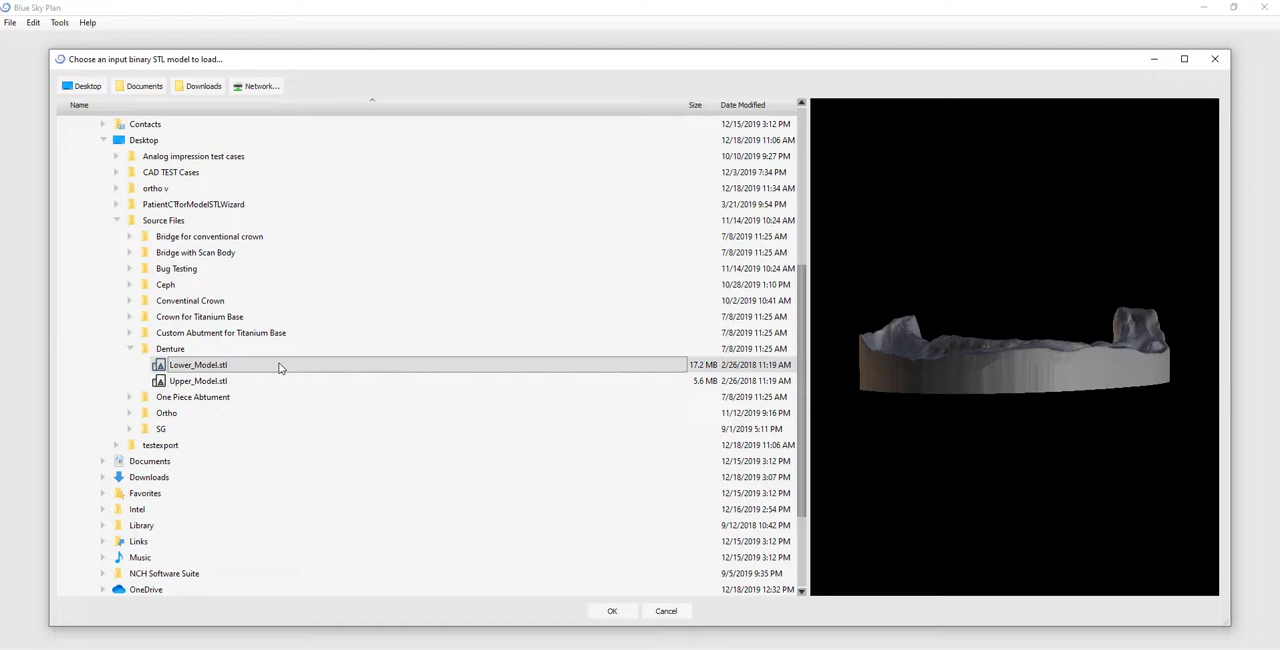 Blue Sky Plan
File Edit Tools Help
Choose an input binary STL model to load...
Desktop Documents Downloads Network...
Name Size Date Modified
Contacts 12/15/2019 3:12 PM
Desktop 12/18/2019 11:06 AM
Analog impression test cases 10/10/2019 9:27 PM
CAD TEST Cases 12/3/2019 7:34 PM
ortho v 12/18/2019 11:34 AM
PatientCTforModelSTLWizard 3/21/2019 9:54 PM
Source Files 11/14/2019 10:24 AM
Bridge for conventional crown 7/8/2019 11:25 AM
Bridge with Scan Body 7/8/2019 11:25 AM
Bug Testing 11/14/2019 10:24 AM
Ceph 10/28/2019 1:10 PM
Conventinal Crown 10/2/2019 10:41 AM
Crown for Titanium Base 7/8/2019 11:25 AM
Custom Abutment for Titanium Base 7/8/2019 11:25 AM
Denture 7/8/2019 11:25 AM
Lower_Model.stl 17.2 MB 2/26/2018 11:19 AM
Upper_Model.stl 5.6 MB 2/26/2018 11:19 AM
One Piece Abtument 7/8/2019 11:25 AM
Ortho 11/12/2019 9:16 PM
SG 9/1/2019 5:11 PM
testexport 12/18/2019 11:06 AM
Documents 12/15/2019 3:12 PM
Downloads 12/18/2019 3:07 PM
Favorites 12/15/2019 3:12 PM
Intel 12/16/2019 2:54 PM
Library 9/12/2018 10:42 PM
Links 12/15/2019 3:12 PM
Music 12/15/2019 3:12 PM
NCH Software Suite 9/5/2019 9:35 PM
OneDrive 12/18/2019 12:32 PM
OK Cancel